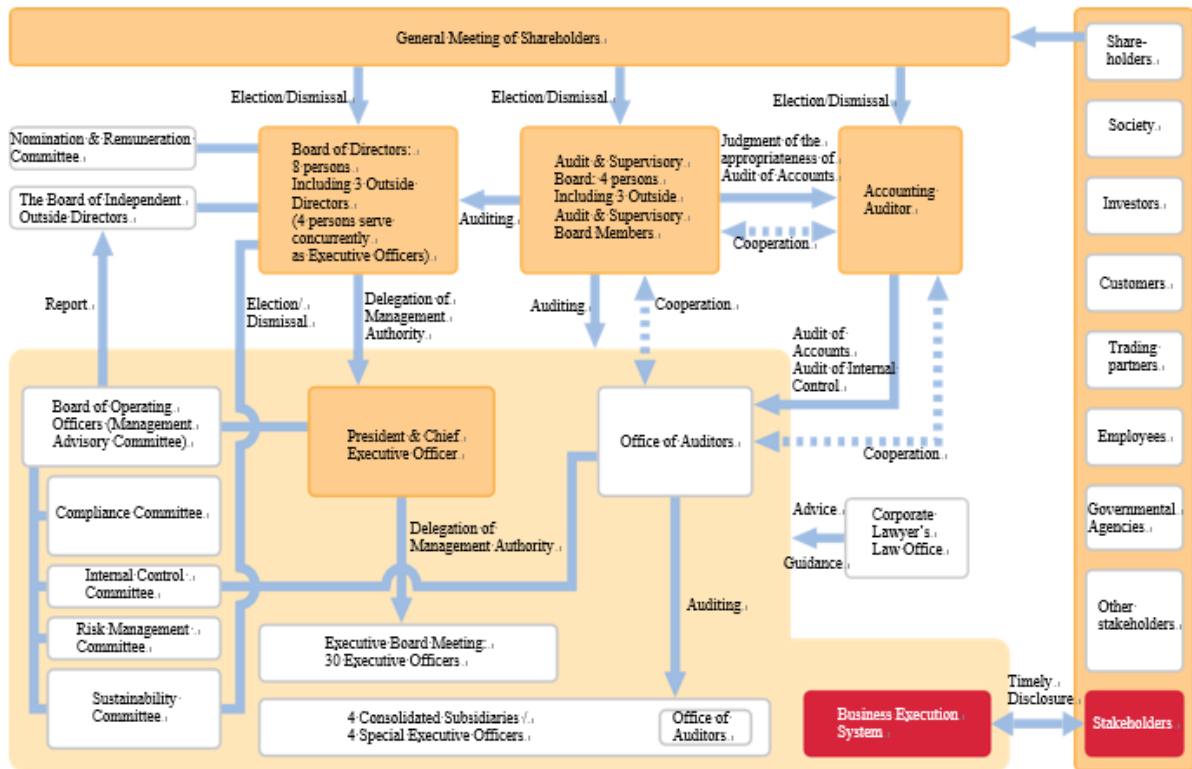 General Meeting of Shareholders
Share-
holders
Election/Dismissal
Election/Dismissal
Election/Dismissal
Nomination & Remuneration
Committee
The Board of Independent
Outside Directors
Board of Directors:
8 persons
Including 3 Outside
Directors
(4 persons serve
concurrently
as Executive Officers)
Auditing
Audit & Supervisory
Board: 4 persons
Including 3 Outside
Audit & Supervisory
Board Members
Judgment of the
appropriateness of
Audit of Accounts
Cooperation
Accounting
Auditor
Society
Investors
Customers
Trading
partners
Employees
Governmental
Agencies
Other
stakeholders
Report
Election/
Dismissal
Delegation of
Management
Authority
Auditing
Cooperation
Audit of
Accounts
Audit of Internal
Control
Board of Operating
Officers (Management
Advisory Committee)
President & Chief
Executive Officer
Office of Auditors
Cooperation
Compliance Committee
Internal Control
Committee
Risk Management
Committee
Sustainability
Committee
Delegation of
Management Authority
Advice
Guidance
Corporate
Lawyer's
Law Office
Auditing
Executive Board Meeting:
30 Executive Officers
4 Consolidated Subsidiaries /
4 Special Executive Officers
Office of
Auditors
Business Execution
System
Timely
Disclosure
Stakeholders